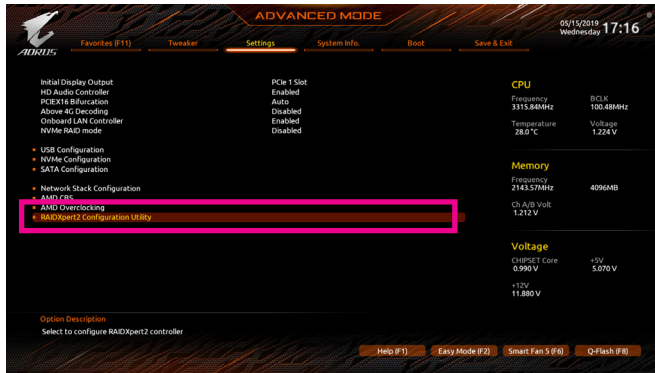 ADVANCED MODE
05/15/2019 Wednesday 17:16
AORUS
Favorites (F11) Tweaker Settings System Info. Boot Save & Exit
Initial Display Output PCIe 1 Slot
HD Audio Controller Enabled
PCIEX16 Bifurcation Auto
Above 4G Decoding Disabled
Onboard LAN Controller Enabled
NVMe RAID mode Disabled
USB Configuration
NVMe Configuration
SATA Configuration
Network Stack Configuration
AMD CBS
AMD Overclocking
RAIDXpert2 Configuration Utility
CPU
Frequency BCLK
3315.84MHz 100.48MHz
Temperature Voltage
28.0 °C 1.224 V
Memory
Frequency
2143.57MHz 4096MB
Ch A/B Volt
1.212 V
Voltage
CHIPSET Core +5V
0.990 V 5.070 V
+12V
11.880 V
Option Description
Select to configure RAIDXpert2 controller
Help (F1) Easy Mode (F2) Smart Fan 5 (F6) Q-Flash (F8)